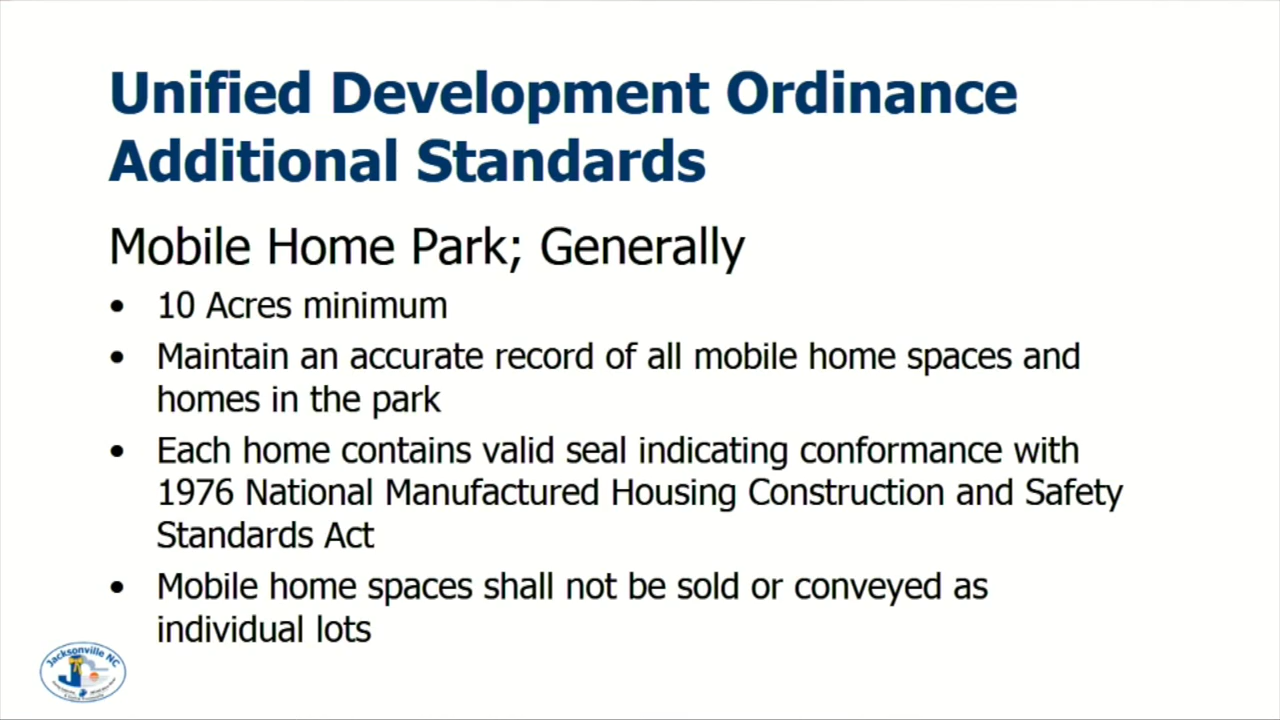 Unified Development Ordinance
Additional Standards
Mobile Home Park; Generally
• 10 Acres minimum
• Maintain an accurate record of all mobile home spaces and
homes in the park
• Each home contains valid seal indicating conformance with
1976 National Manufactured Housing Construction and Safety
Standards Act
• Mobile home spaces shall not be sold or conveyed as
individual lots
Jacksonville NC